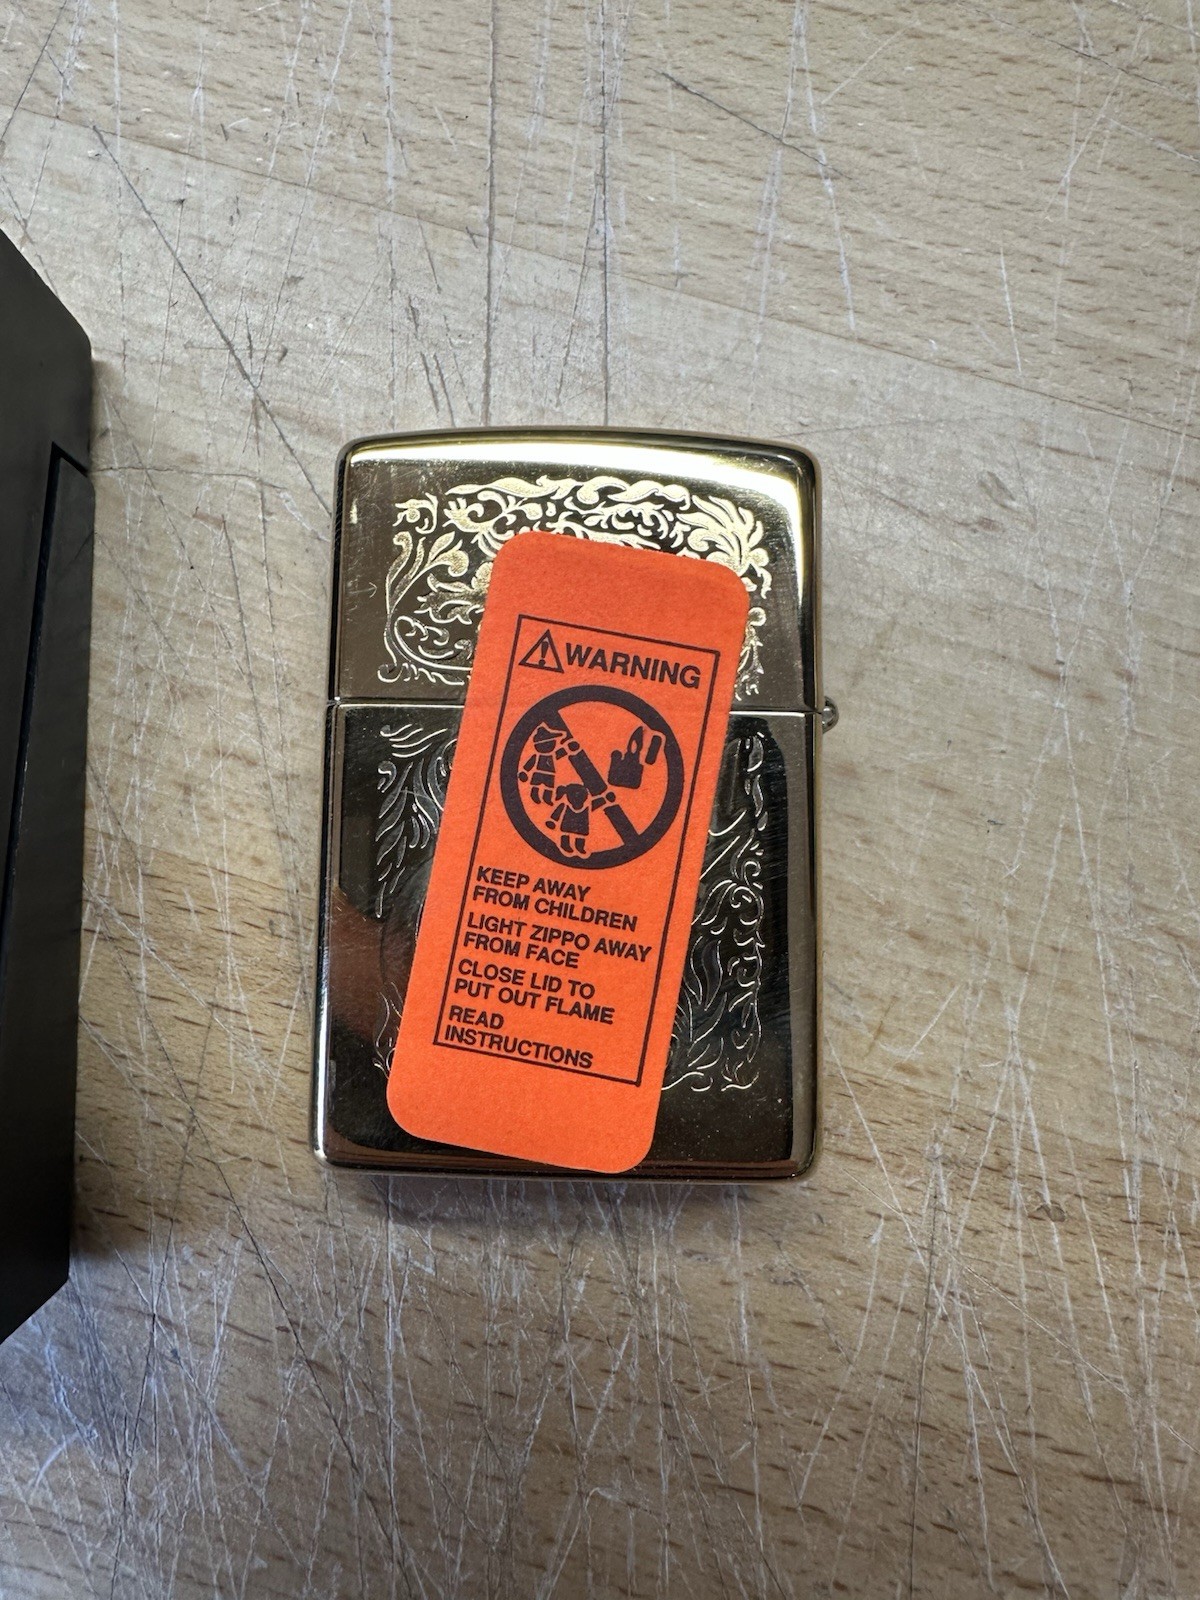 WARNING
KEEP AWAY
FROM CHILDREN
LIGHT ZIPPO AWAY
FROM FACE
CLOSE LID TO
PUT OUT FLAME
READ
INSTRUCTIONS